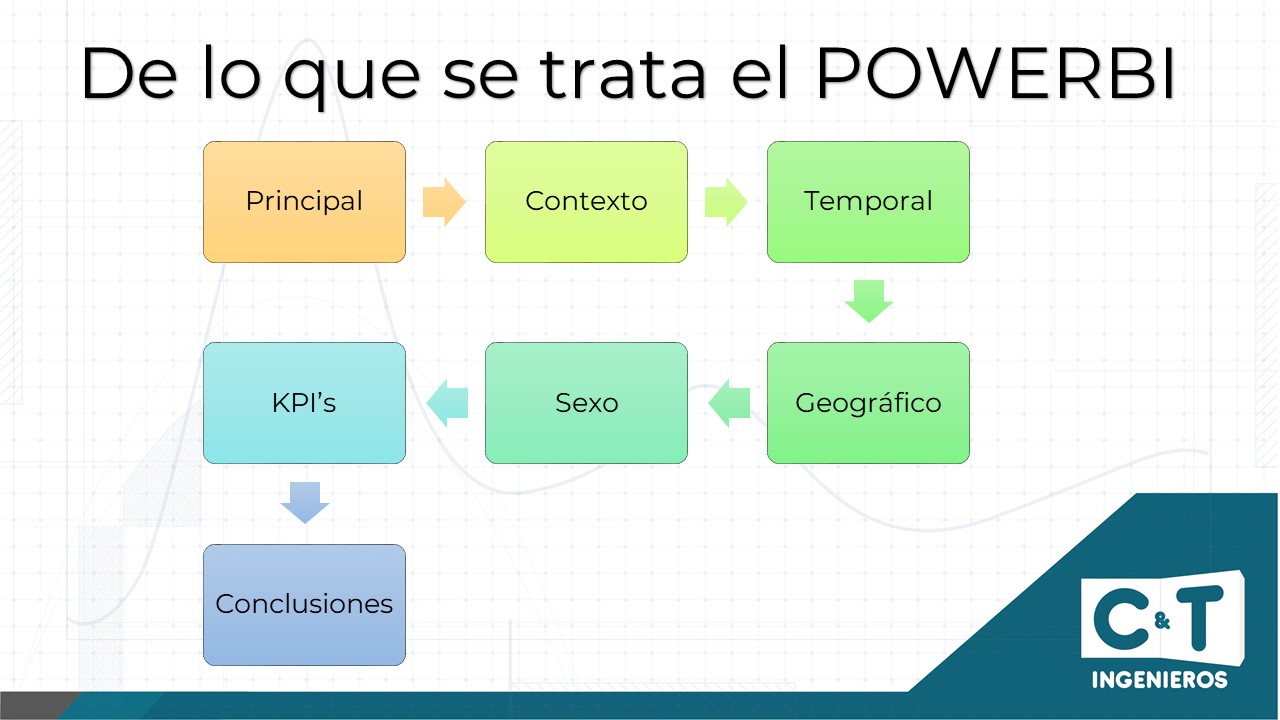 De lo que se trata el POWERBI
Principal
Contexto
Temporal
Geográfico
Sexo
KPI’s
Conclusiones
C&T
INGENIEROS